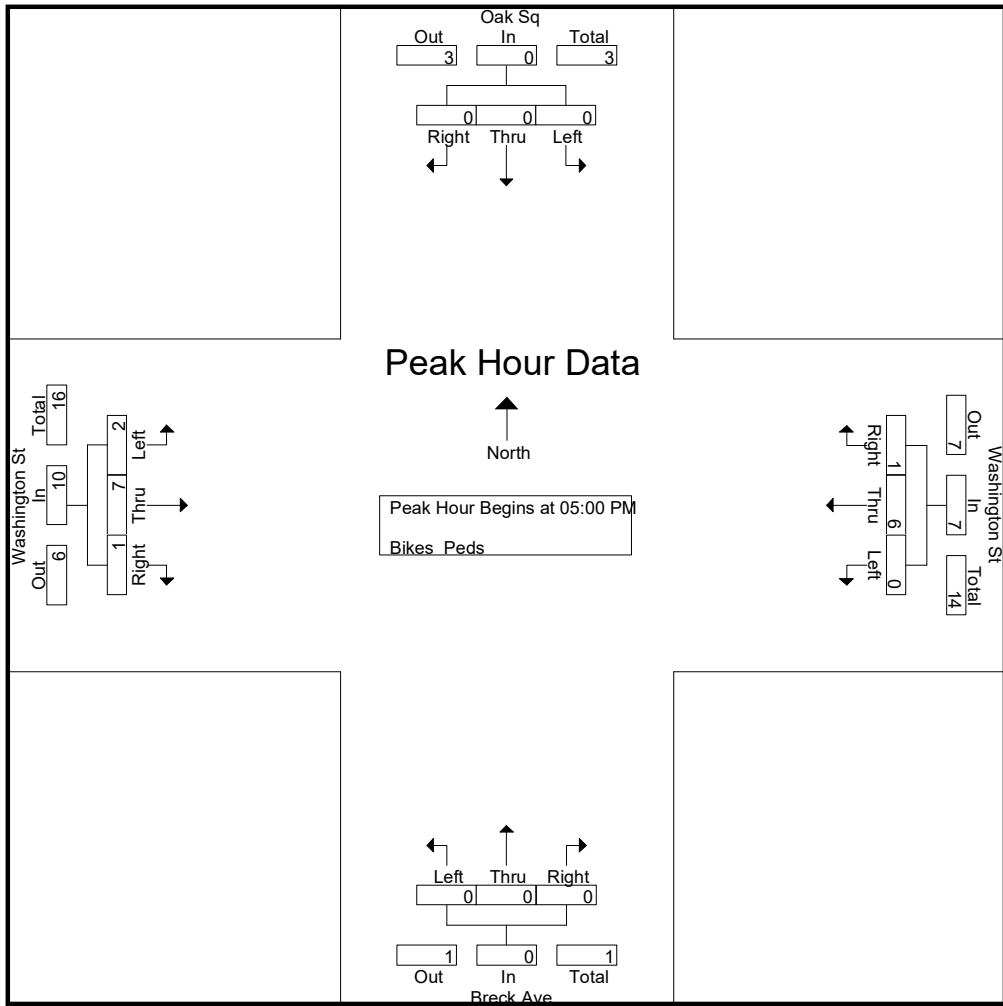 Oak Sq
Out In Total
3 0 3
0 0 0
Right Thru Left
Peak Hour Data
North
Peak Hour Begins at 05:00 PM
Bikes Peds
Washington St
Total In Out
16 10 6
2 7 1
Left Thru Right
Washington St
Out In Total
7 7 14
1 6 0
Right Thru Left
Left Thru Right
0 0 0
1 0 1
Out In Total
Breck Ave